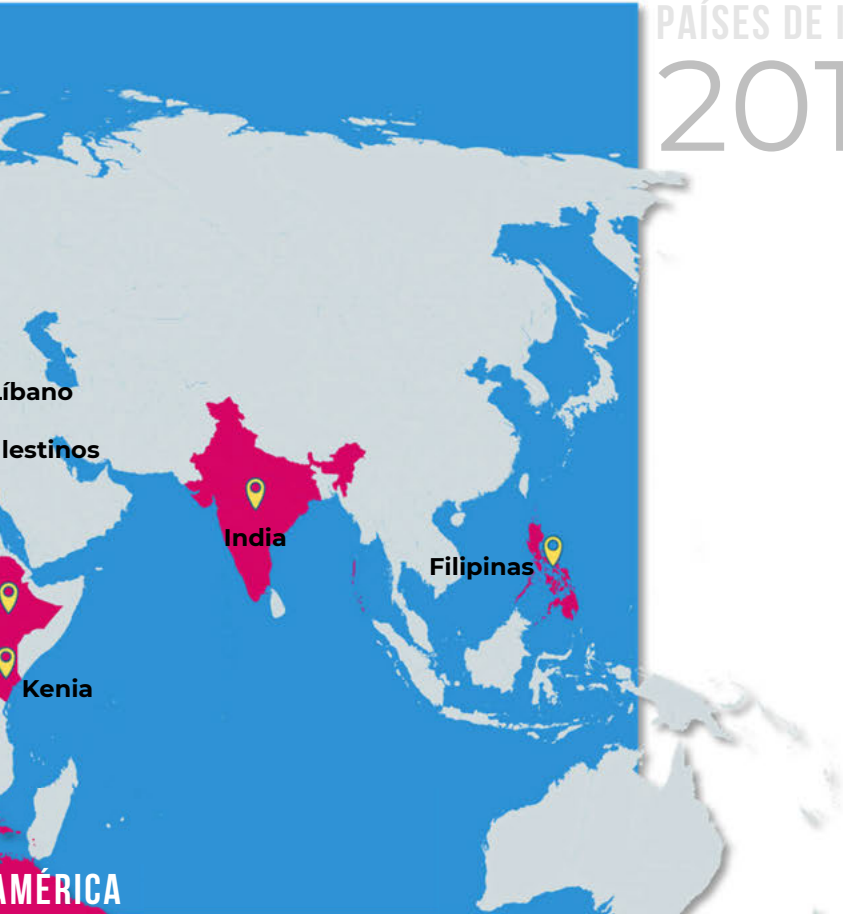 PAÍSES DE
201
íbano
lestinos
India
Filipinas
Kenia
AMÉRICA